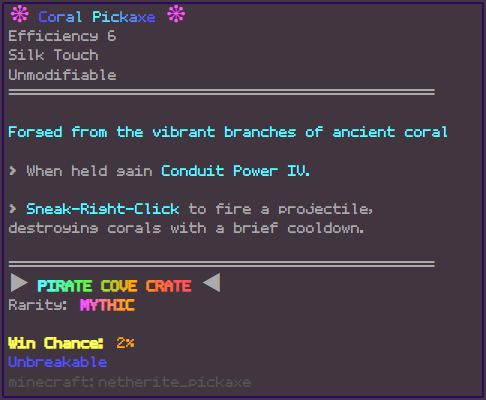 ❉ Coral Pickaxe ❉
Efficiency 6
Silk Touch
Unmodifiable
Forged from the vibrant branches of ancient coral
> When held gain Conduit Power IV.
> Sneak-Right-Click to fire a projectile,
destroying corals with a brief cooldown.
▶ PIRATE COVE CRATE ◀
Rarity: MYTHIC
Win Chance: 2%
Unbreakable
minecraft:netherite_pickaxe